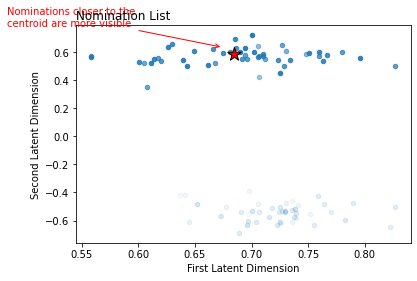 Nomination List
Nominations closer to the
centroid are more visible
0.6
0.4
0.2
0.0
−0.2
−0.4
−0.6
Second Latent Dimension
0.55
0.60
0.65
0.70
0.75
0.80
First Latent Dimension